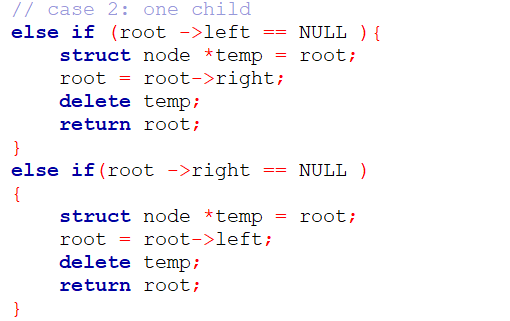 // case 2: one child
else if (root ->left == NULL ){
    struct node *temp = root;
    root = root->right;
    delete temp;
    return root;
}
else if(root ->right == NULL )
{
    struct node *temp = root;
    root = root->left;
    delete temp;
    return root;
}